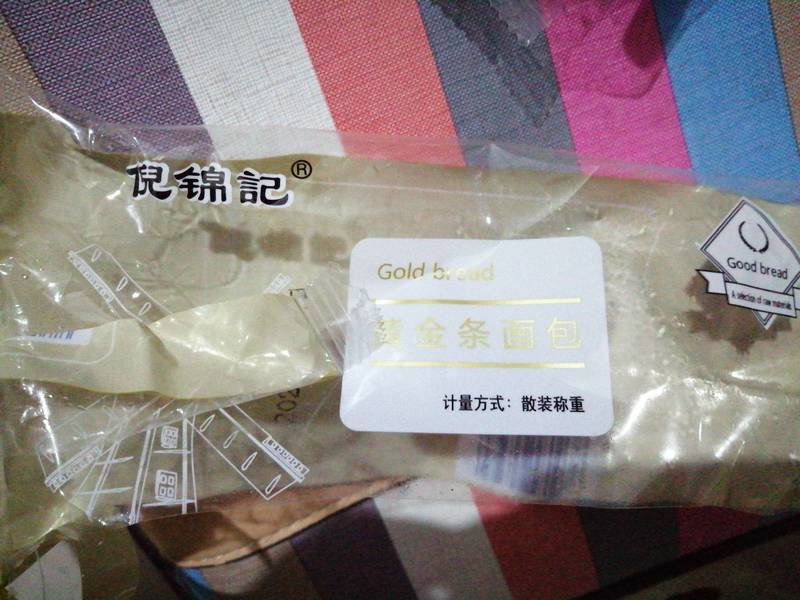 倪锦記®
Good bread
A selection of raw materials
Gold bread
黄金条面包
计量方式：散装称重
202